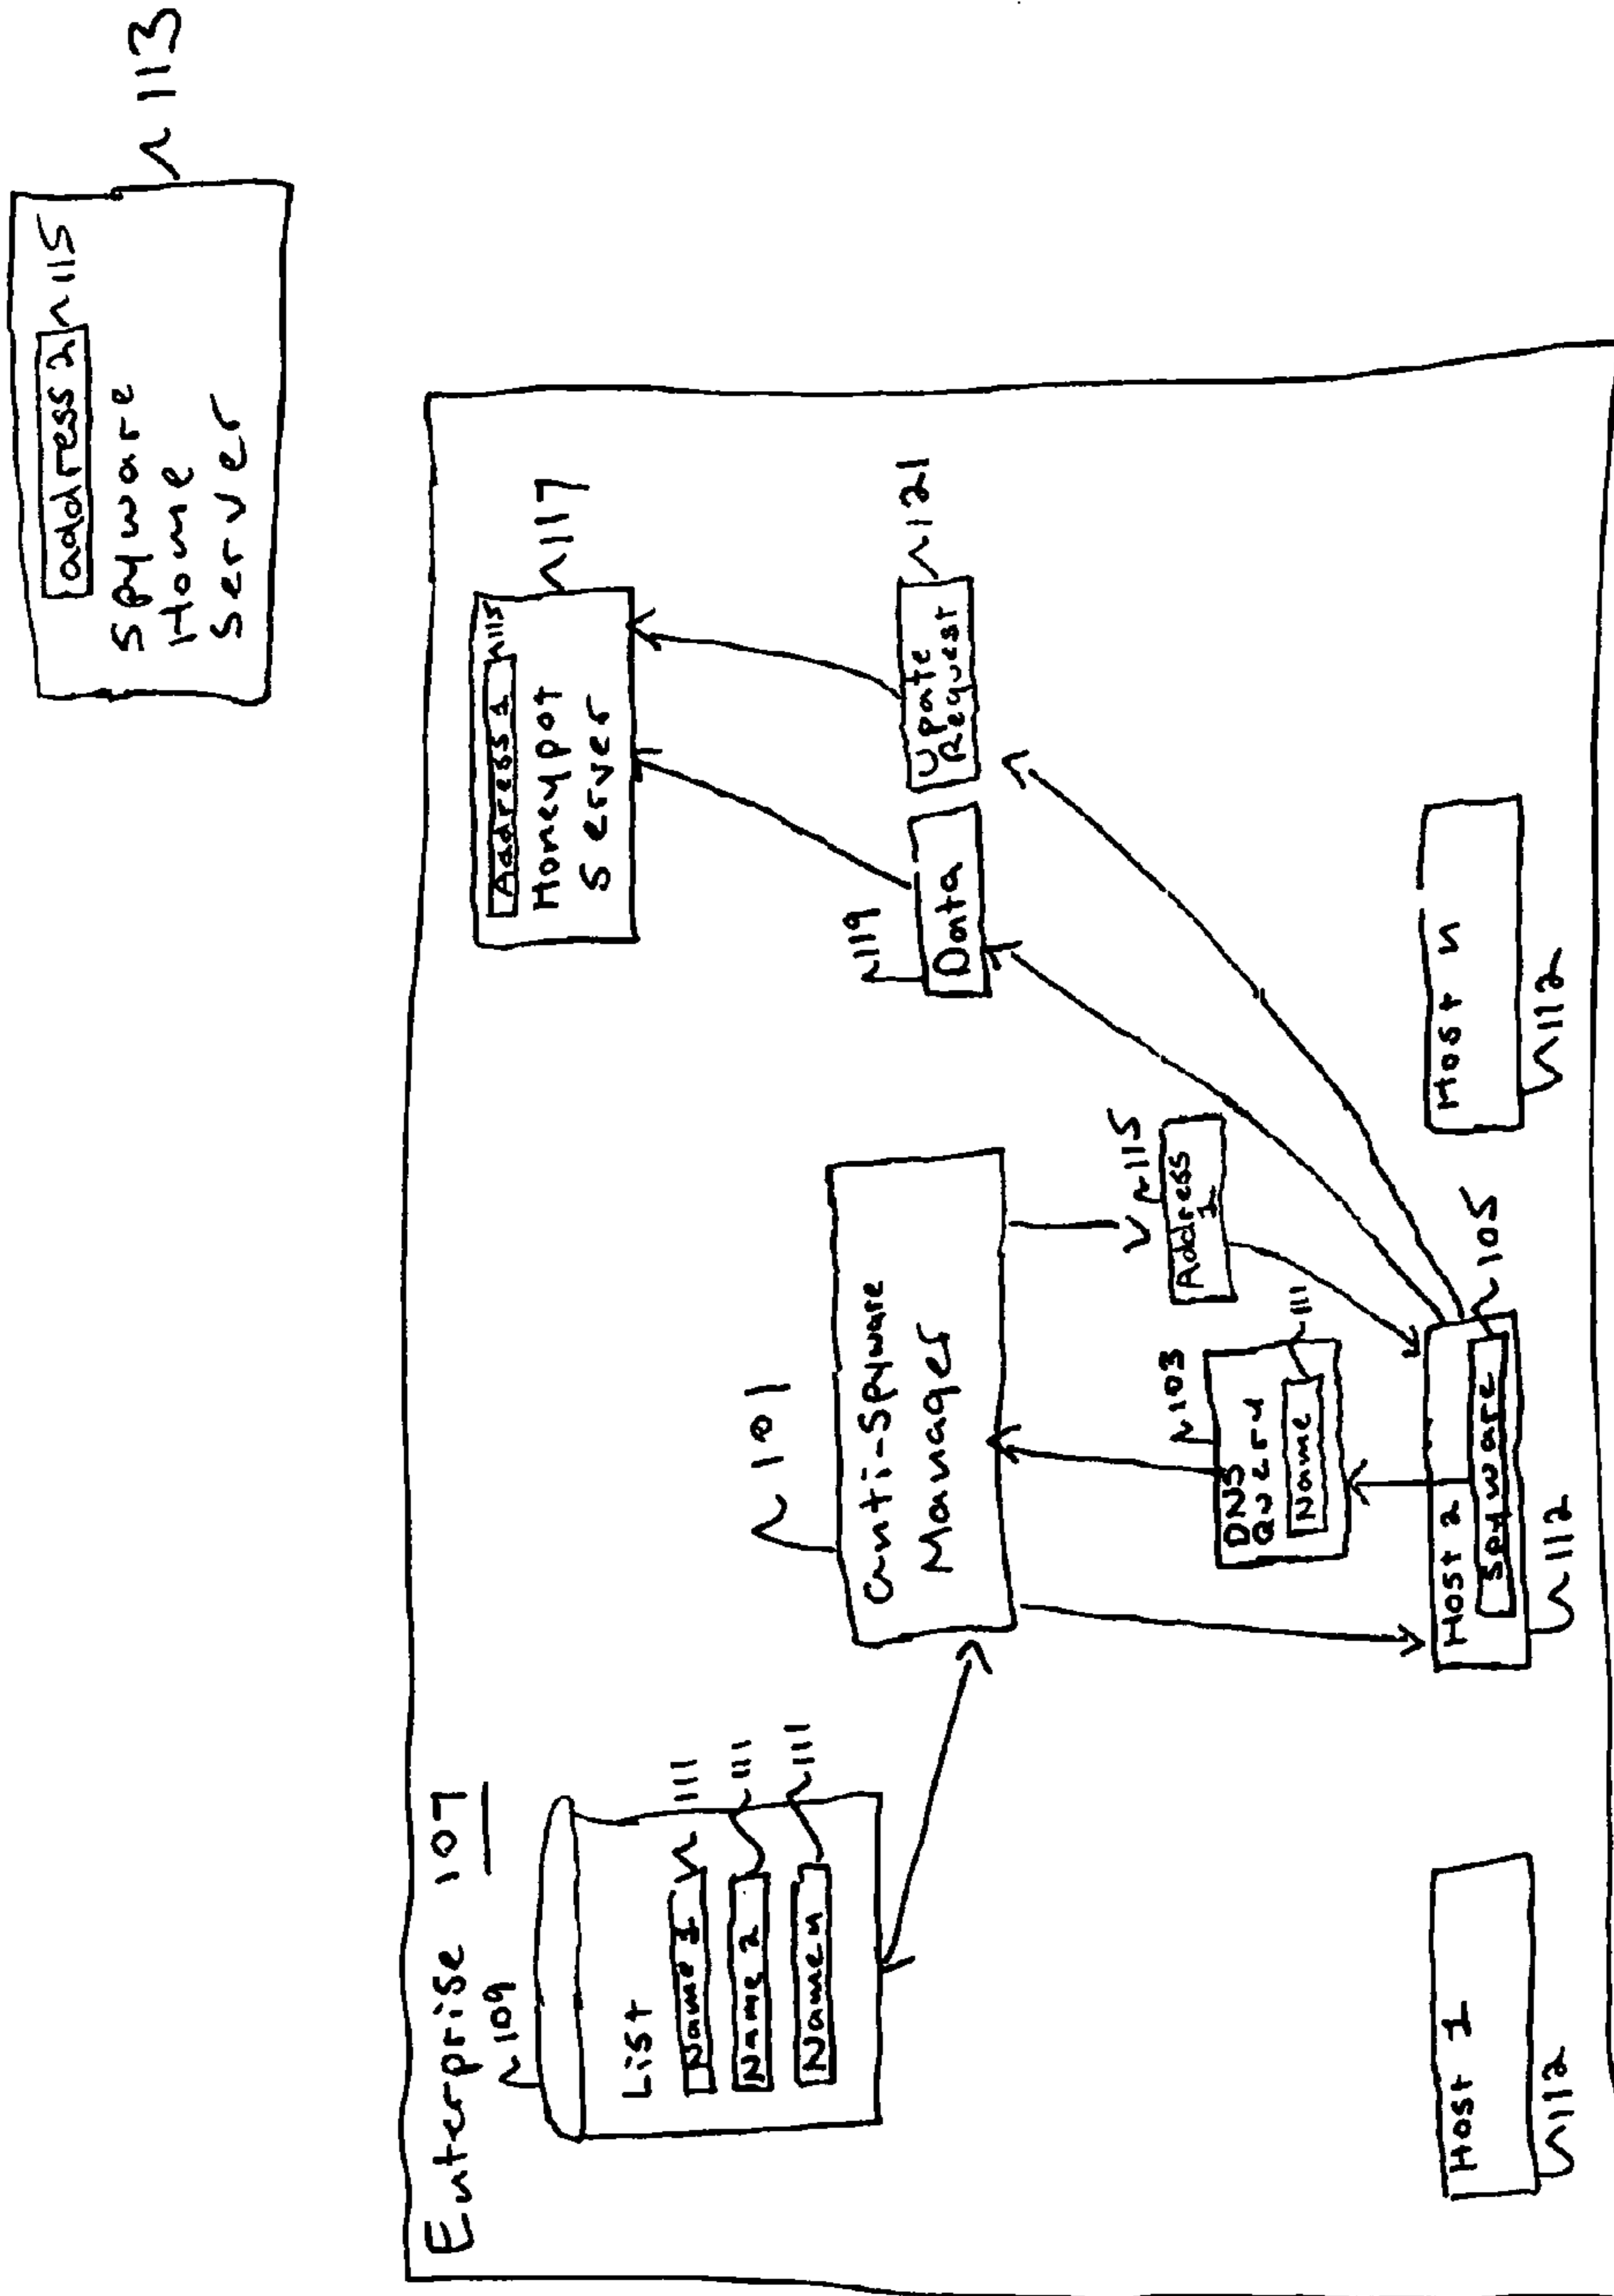 address 2 115
Spyware
Home
Server
113
Enterprise 107
109
List
Name 1 111
Name 2 111
Name n 111
101
anti-Spyware
Manager
Address 1 115
Honeypot
Server
117
119
Data
Upate
Request
121
103
DNS
Query
Name
111
115
Address
1
Host 1
112
Host 2
Spyware
105
112
Host n
112